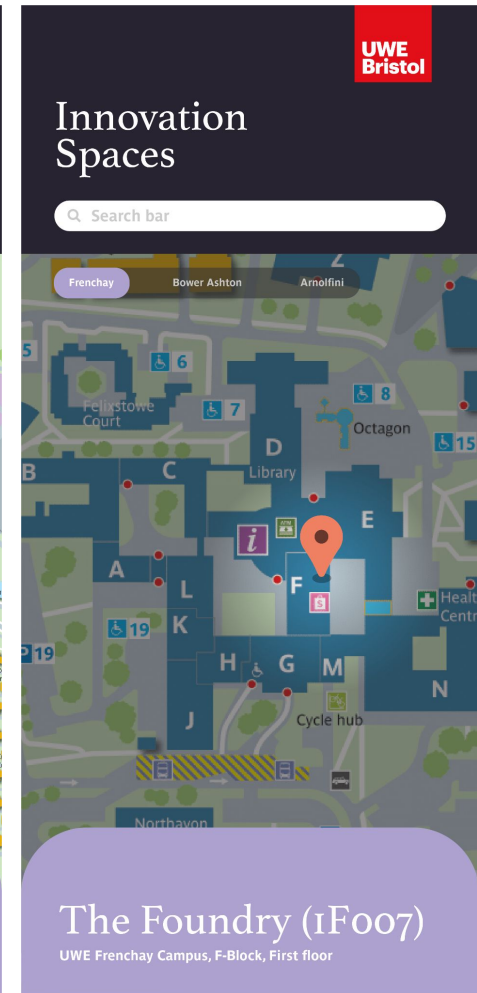 UWE
Bristol
Innovation
Spaces
Search bar
Z
Frenchay
Bower Ashton
Arnolfini
5
6
8
Felixstowe
Court
7
Octagon
D
15
Library
B
C
E
i
ATM
A
L
F
S
Healt
Centr
K
19
P19
H
G
M
N
J
Cycle hub
Northavon
The Foundry (1F007)
UWE Frenchay Campus, F-Block, First floor